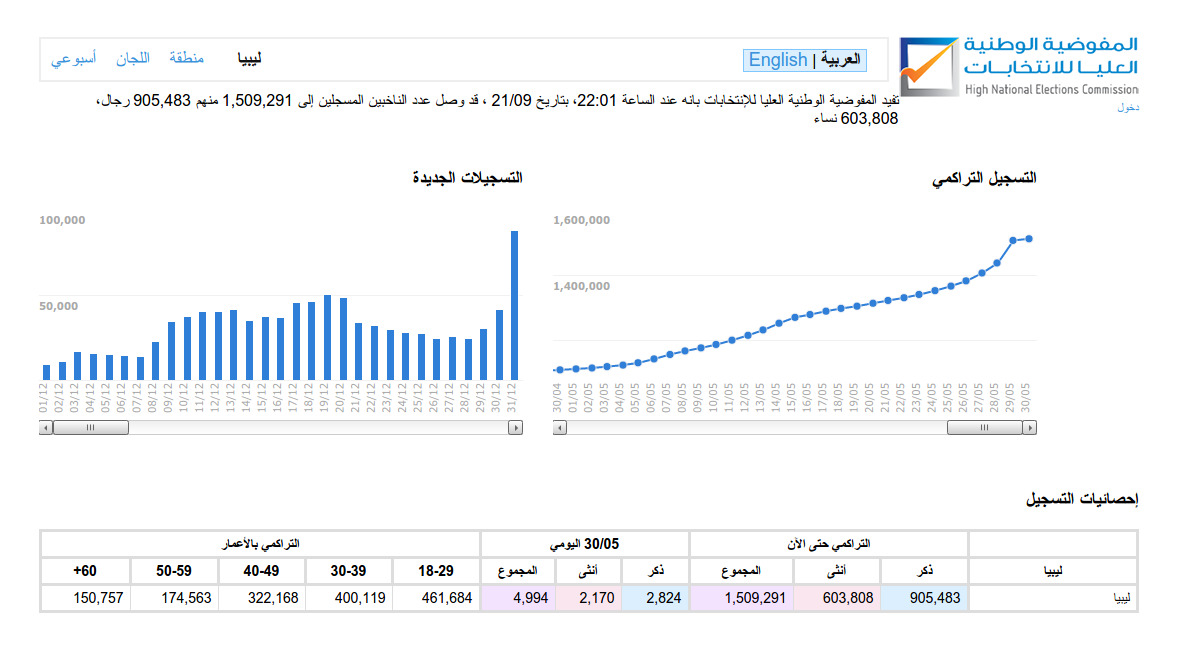 المفوضية الوطنية
العليـــا للانتخابـــات
High National Elections Commission
دخول
العربية | English
ليبيا منطقة اللجان أسبوعي
تفيد المفوضية الوطنية العليا للإنتخابات بانه عند الساعة 22:01، بتاريخ 21/09 ، قد وصل عدد الناخبين المسجلين إلى 1,509,291 منهم 905,483 رجال،
603,808 نساء
التسجيل التراكمي
1,600,000
1,400,000
30/04 01/05 02/05 03/05 04/05 05/05 06/05 07/05 08/05 09/05 10/05 11/05 12/05 13/05 14/05 15/05 16/05 17/05 18/05 19/05 20/05 21/05 22/05 23/05 24/05 25/05 26/05 27/05 28/05 29/05 30/05
التسجيلات الجديدة
100,000
50,000
01/12 02/12 03/12 04/12 05/12 06/12 07/12 08/12 09/12 10/12 11/12 12/12 13/12 14/12 15/12 16/12 17/12 18/12 19/12 20/12 21/12 22/12 23/12 24/12 25/12 26/12 27/12 28/12 29/12 30/12 31/12
إحصائيات التسجيل
التراكمي حتى الآن 30/05 اليومي التراكمي بالأعمار
ليبيا ذكر أنثى المجموع ذكر أنثى المجموع 18-29 30-39 40-49 50-59 60+
ليبيا 905,483 603,808 1,509,291 2,824 2,170 4,994 461,684 400,119 322,168 174,563 150,757